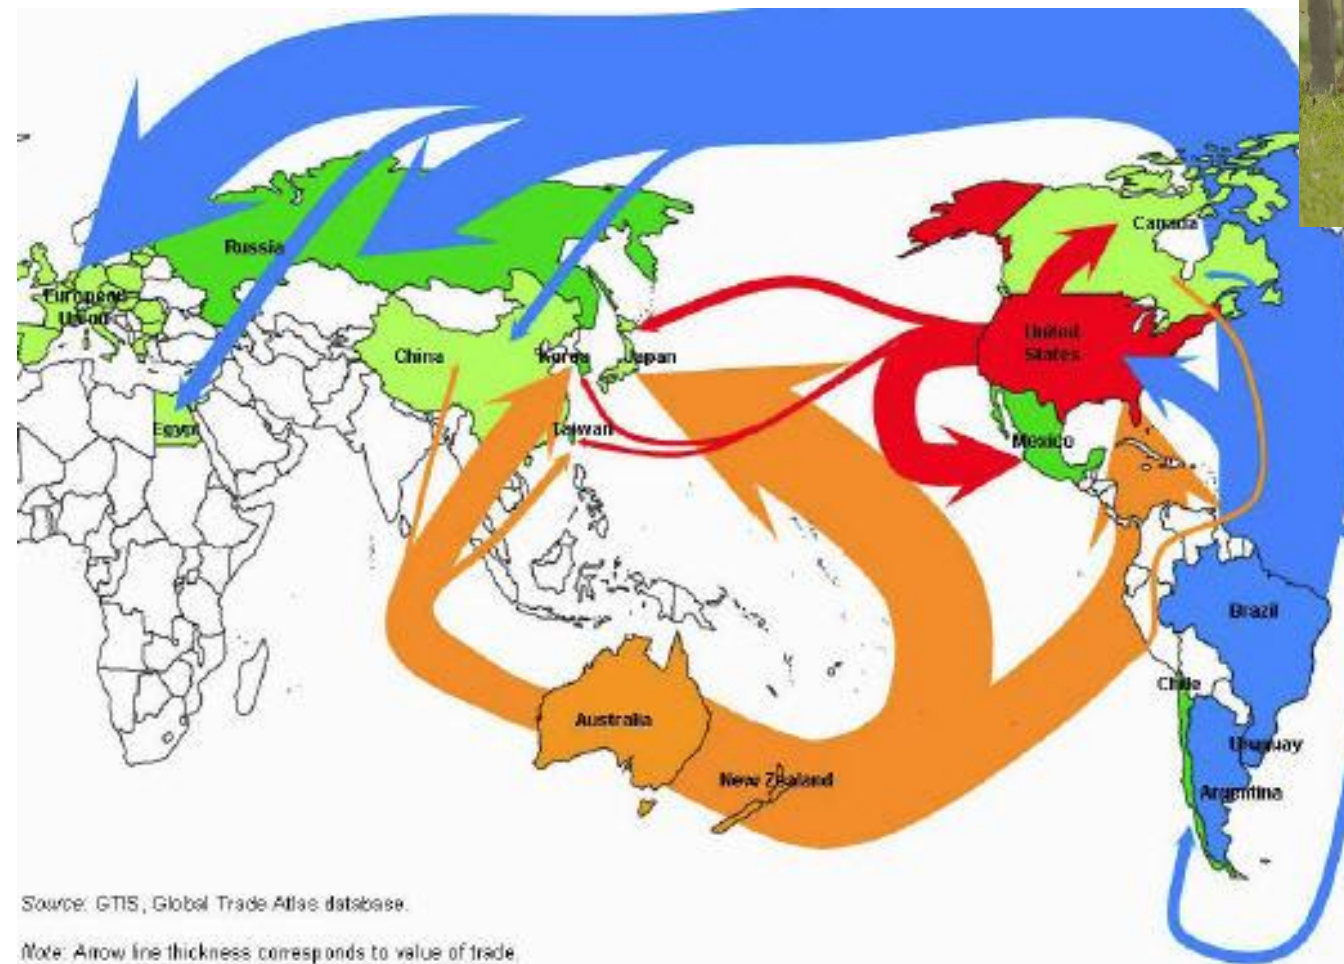 Canada
Russia
European
Union
United
States
China
Korea
Japan
Egypt
Taiwan
Mexico
Brazil
Chile
Australia
Uruguay
New Zealand
Argentina
Source: GTIS, Global Trade Atlas database.
Note: Arrow line thickness corresponds to value of trade.